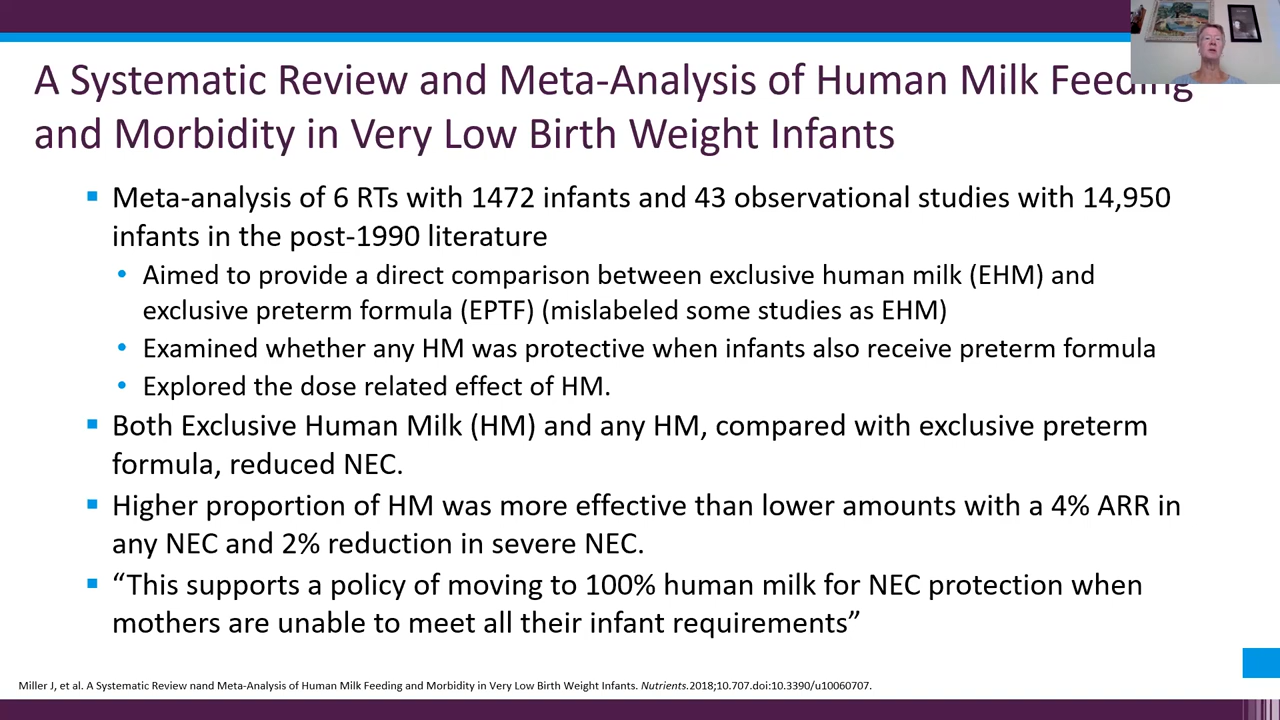 A Systematic Review and Meta-Analysis of Human Milk Feeding
and Morbidity in Very Low Birth Weight Infants
Meta-analysis of 6 RTs with 1472 infants and 43 observational studies with 14,950
infants in the post-1990 literature
Aimed to provide a direct comparison between exclusive human milk (EHM) and
exclusive preterm formula (EPTF) (mislabeled some studies as EHM)
Examined whether any HM was protective when infants also receive preterm formula
Explored the dose related effect of HM.
Both Exclusive Human Milk (HM) and any HM, compared with exclusive preterm
formula, reduced NEC.
Higher proportion of HM was more effective than lower amounts with a 4% ARR in
any NEC and 2% reduction in severe NEC.
“This supports a policy of moving to 100% human milk for NEC protection when
mothers are unable to meet all their infant requirements”
Miller J, et al. A Systematic Review nand Meta-Analysis of Human Milk Feeding and Morbidity in Very Low Birth Weight Infants. Nutrients.2018;10.707.doi:10.3390/u10060707.